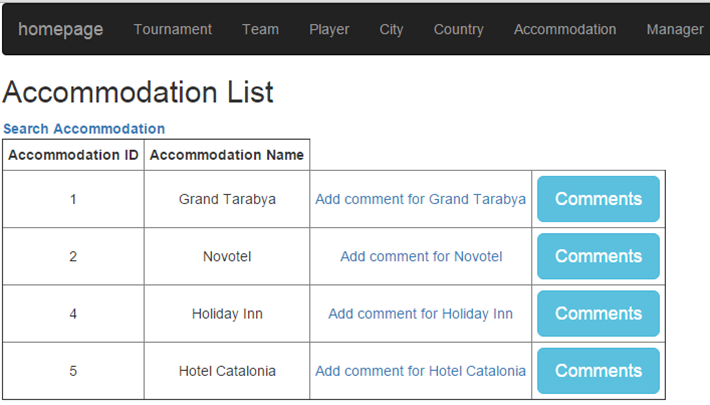 homepage Tournament Team Player City Country Accommodation Manager
Accommodation List
Search Accommodation
Accommodation ID Accommodation Name
1 Grand Tarabya Add comment for Grand Tarabya Comments
2 Novotel Add comment for Novotel Comments
4 Holiday Inn Add comment for Holiday Inn Comments
5 Hotel Catalonia Add comment for Hotel Catalonia Comments